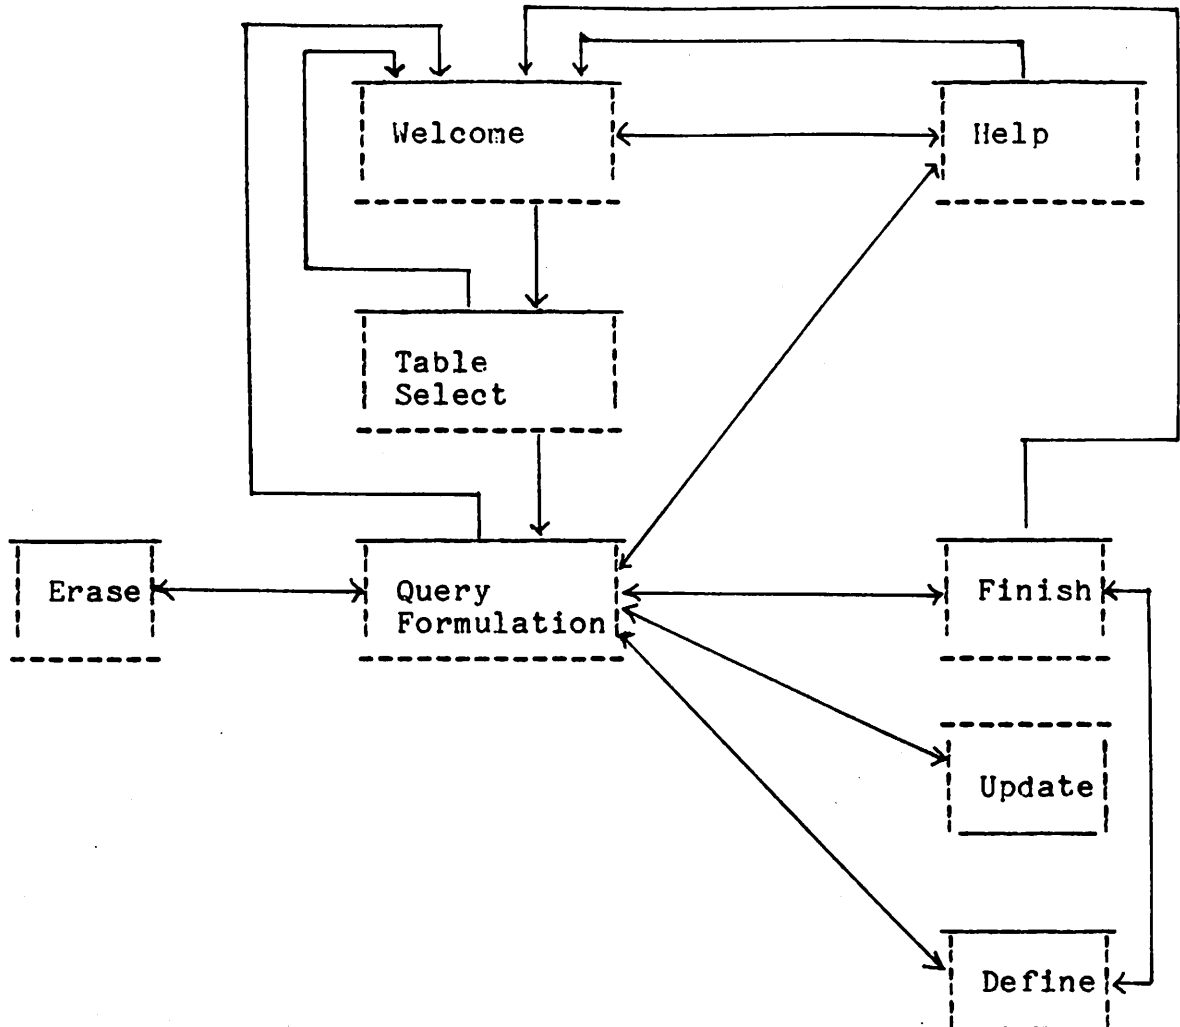 Welcome
Help
Table
Select
Erase
Query
Formulation
Finish
Update
Define